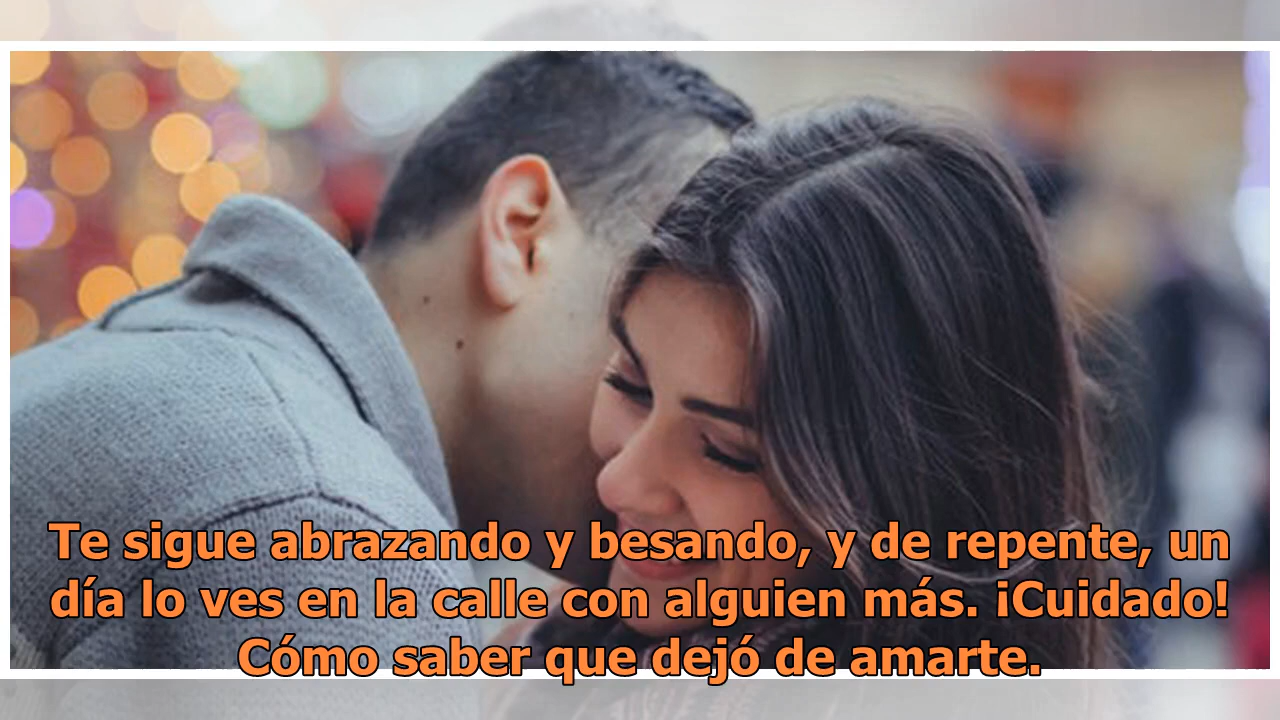 Te sigue abrazando y besando, y de repente, un
día lo ves en la calle con alguien más. ¡Cuidado!
Cómo saber que dejó de amarte.